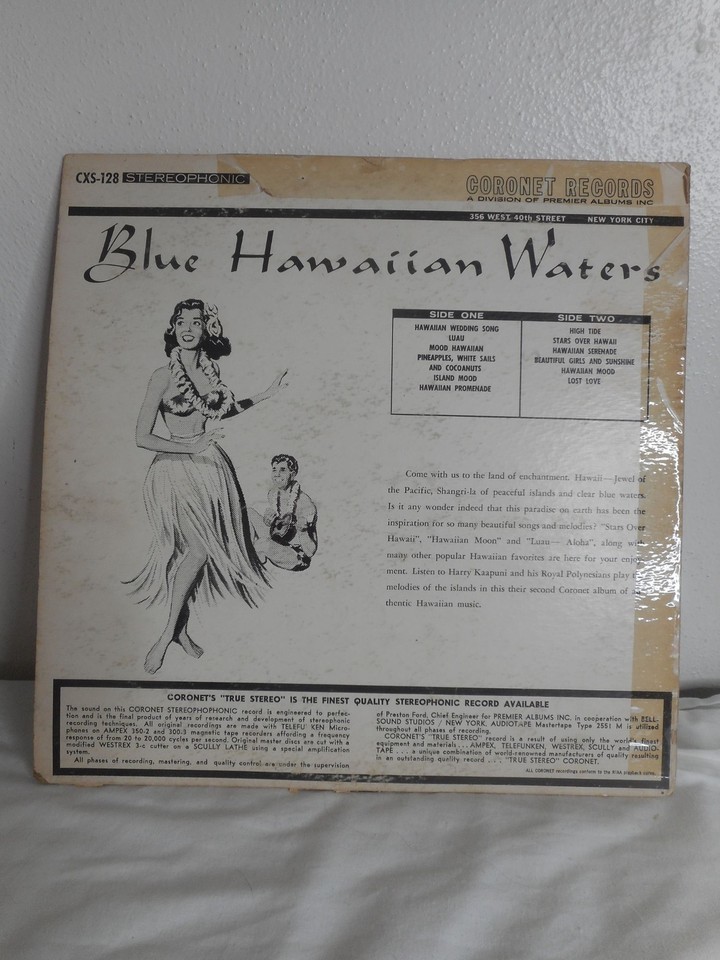 CXS-128 STEREOPHONIC
CORONET RECORDS
A DIVISION OF PREMIER ALBUMS INC
356 WEST 40th STREET NEW YORK CITY
Blue Hawaiian Waters
SIDE ONE
HAWAIIAN WEDDING SONG
LUAU
MOOD HAWAIIAN
PINEAPPLES, WHITE SAILS
AND COCOANUTS
ISLAND MOOD
HAWAIIAN PROMENADE
SIDE TWO
HIGH TIDE
STARS OVER HAWAII
HAWAIIAN SERENADE
BEAUTIFUL GIRLS AND SUNSHINE
HAWAIIAN MOOD
LOST LOVE
Come with us to the land of enchantment. Hawaii—Jewel of
the Pacific, Shangri-la of peaceful islands and clear blue waters.
Is it any wonder indeed that this paradise on earth has been the
inspiration for so many beautiful songs and melodies? "Stars Over
Hawaii", "Hawaiian Moon" and "Luau— Aloha", along with
many other popular Hawaiian favorites are here for your enjoy-
ment. Listen to Harry Kaapuni and his Royal Polynesians play
melodies of the islands in this their second Coronet album of
thentic Hawaiian music.
CORONET'S "TRUE STEREO" IS THE FINEST QUALITY STEREOPHONIC RECORD AVAILABLE
The sound on this CORONET STEREOPHOPHONIC record is engineered to perfec-
tion and is the final product of years of research and development of stereophonic
recording techniques. All original recordings are made with TELEFU KEN Micro-
phones on AMPEX 350-2 and 300-3 magnetic tape recorders affording a frequency
response of from 20 to 20,000 cycles per second. Original master discs are cut with a
modified WESTREX 3-c cutter on a SCULLY LATHE using a special amplification
system.
All phases of recording, mastering, and quality control are under the supervision
of Preston Ford, Chief Engineer for PREMIER ALBUMS INC. in cooperation with BELL-
SOUND STUDIOS / NEW YORK. AUDIOTAPE Mastertape Type 2551 M is utilized
throughout all phases of recording.
CORONET'S "TRUE STEREO" record is a result of using only the world's finest
equipment and materials ... AMPEX, TELEFUNKEN, WESTREX, SCULLY and AUDIO-
TAPE .... a unique combination of world-renowned manufacturers of quality resulting
in an outstanding quality record .... "TRUE STEREO" CORONET.
ALL CORONET recordings conform to the RIAA playback curve.